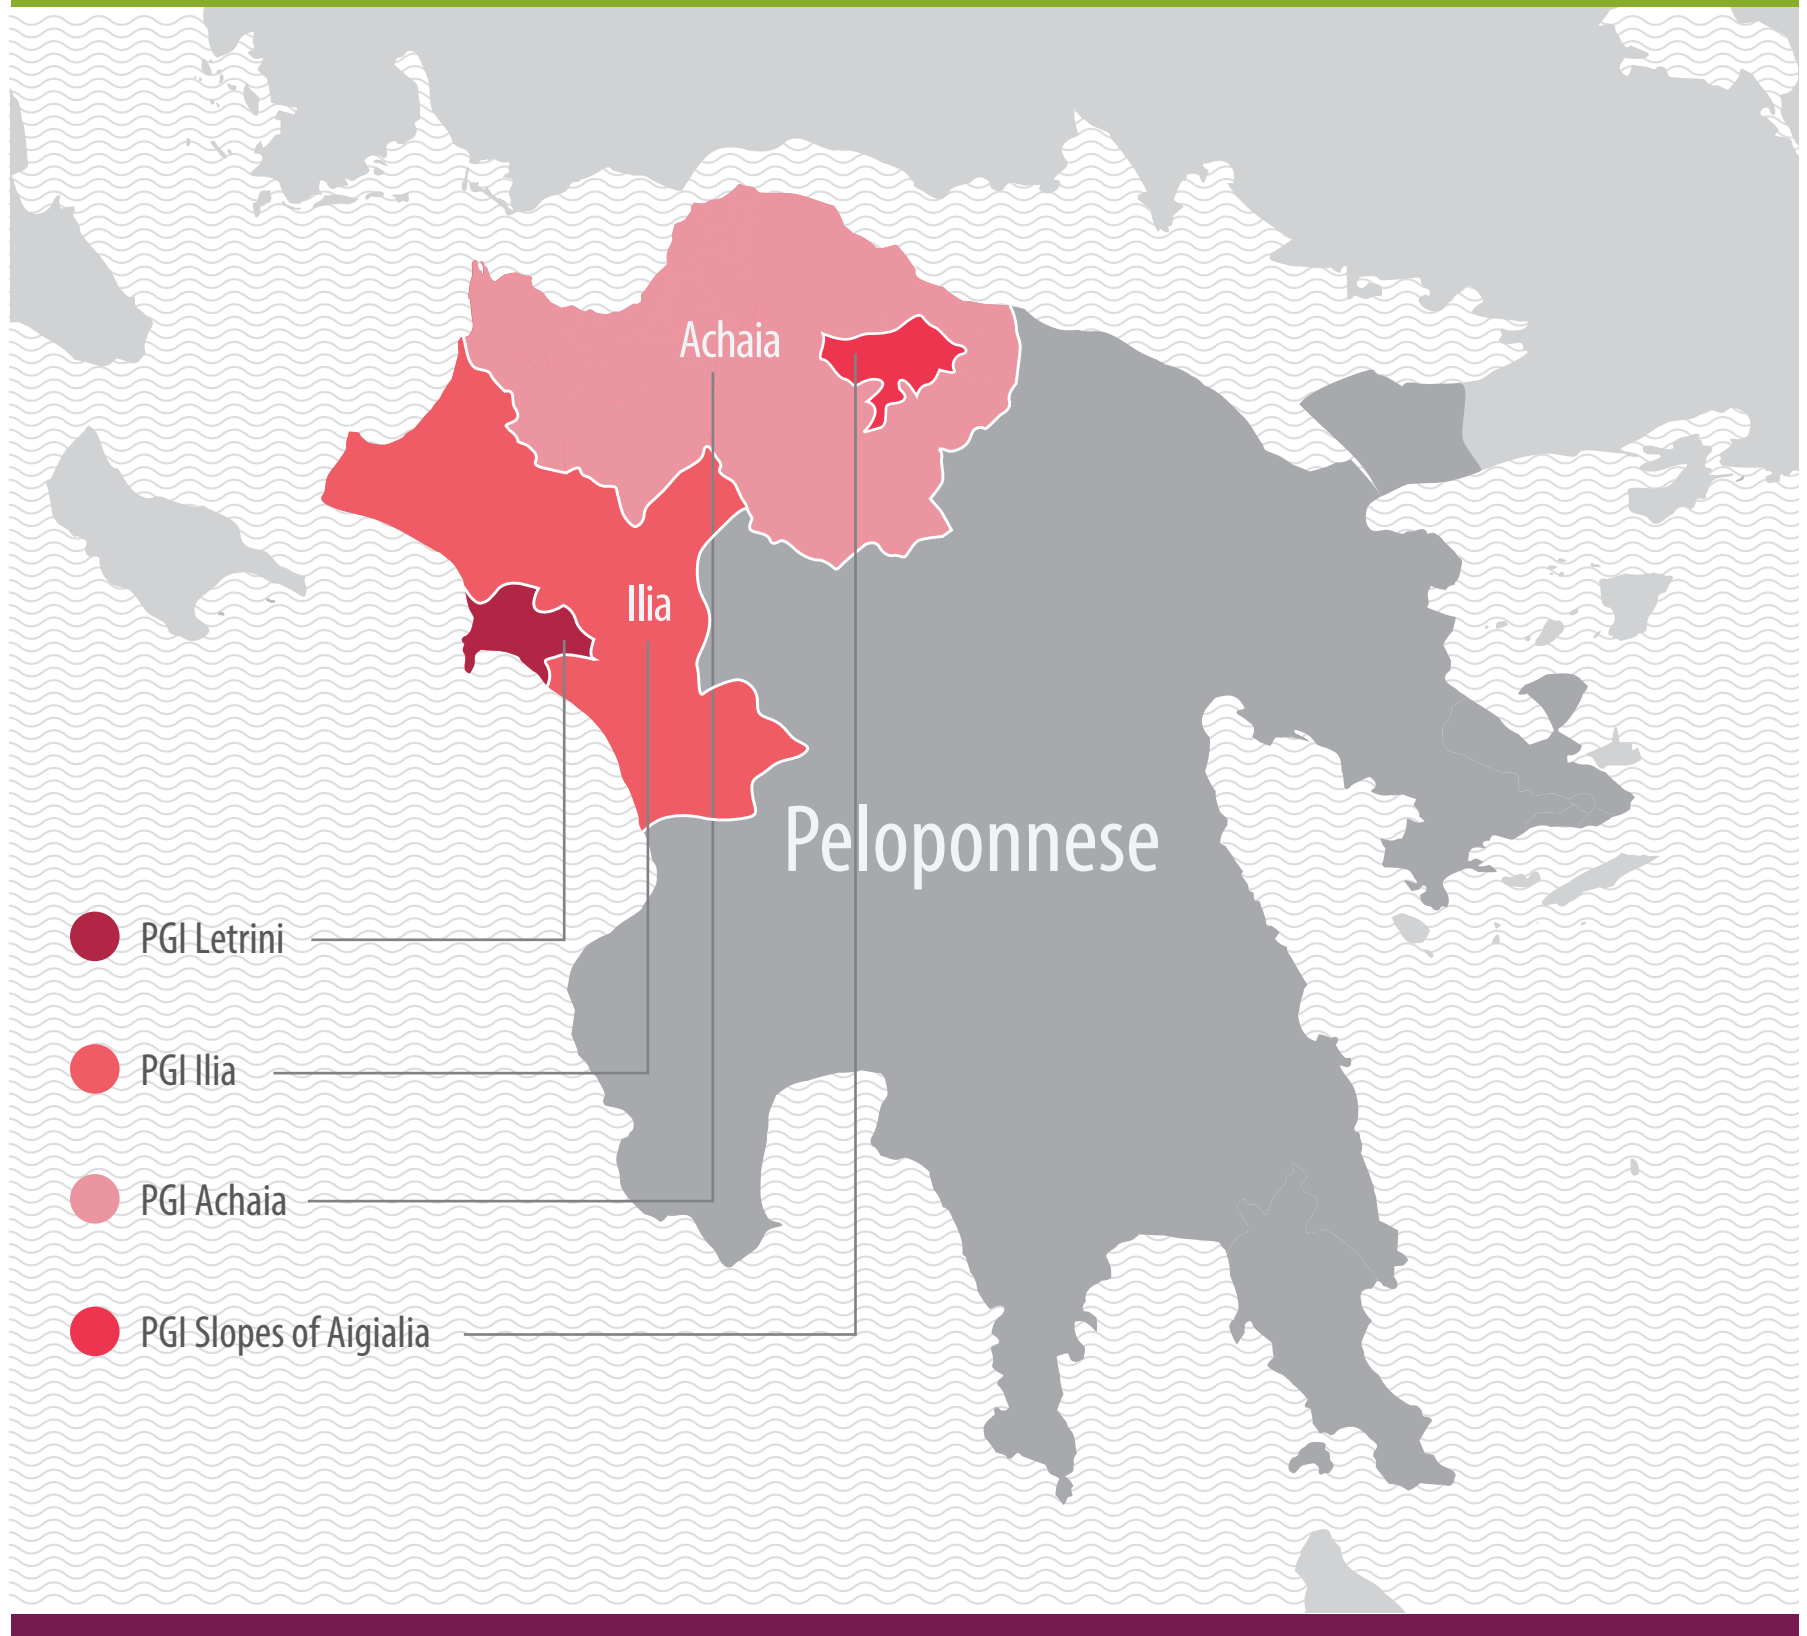 Achaia
Ilia
Peloponnese
PGI Letrini
PGI Ilia
PGI Achaia
PGI Slopes of Aigialia